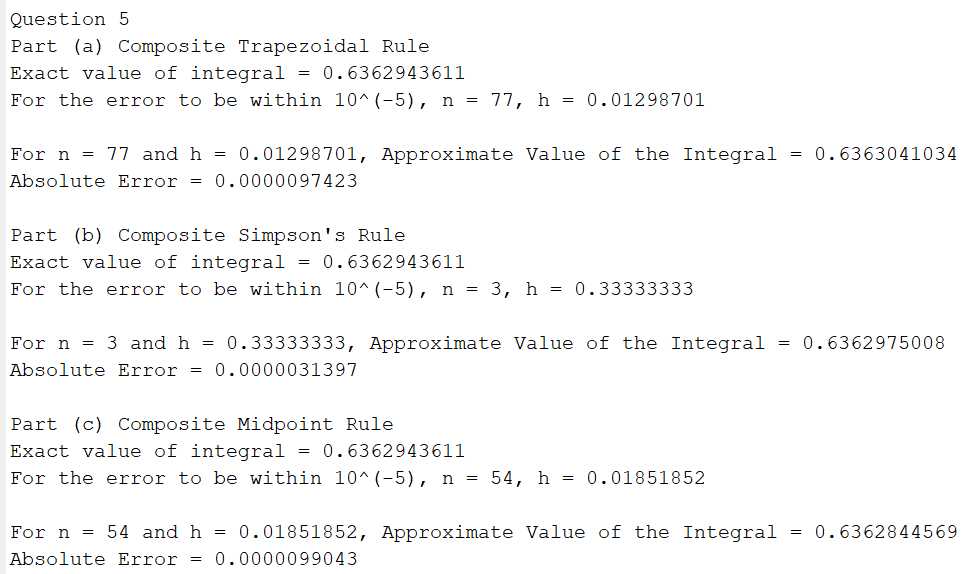 Question 5
Part (a) Composite Trapezoidal Rule
Exact value of integral = 0.6362943611
For the error to be within 10^(-5), n = 77, h = 0.01298701
For n = 77 and h = 0.01298701, Approximate Value of the Integral = 0.6363041034
Absolute Error = 0.0000097423
Part (b) Composite Simpson's Rule
Exact value of integral = 0.6362943611
For the error to be within 10^(-5), n = 3, h = 0.33333333
For n = 3 and h = 0.33333333, Approximate Value of the Integral = 0.6362975008
Absolute Error = 0.0000031397
Part (c) Composite Midpoint Rule
Exact value of integral = 0.6362943611
For the error to be within 10^(-5), n = 54, h = 0.01851852
For n = 54 and h = 0.01851852, Approximate Value of the Integral = 0.6362844569
Absolute Error = 0.0000099043